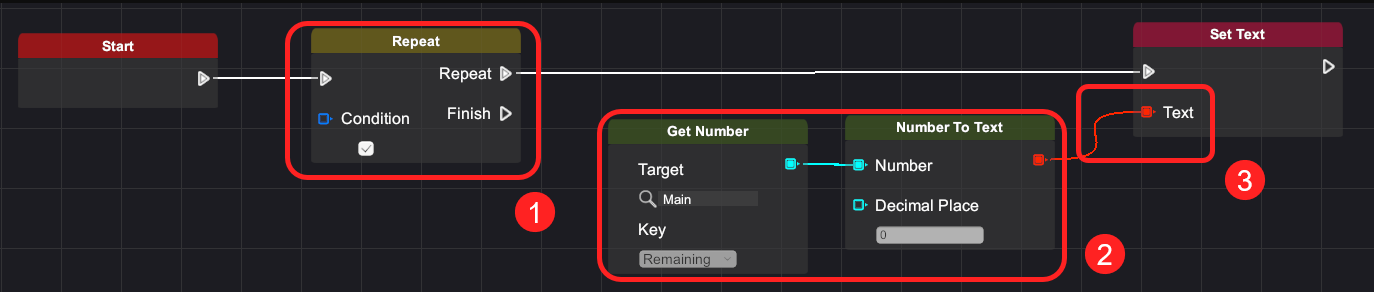 Start
Repeat
Repeat
Finish
Condition
1
Get Number
Target
Main
Key
Remaining
Number To Text
Number
Decimal Place
0
2
Set Text
Text
3